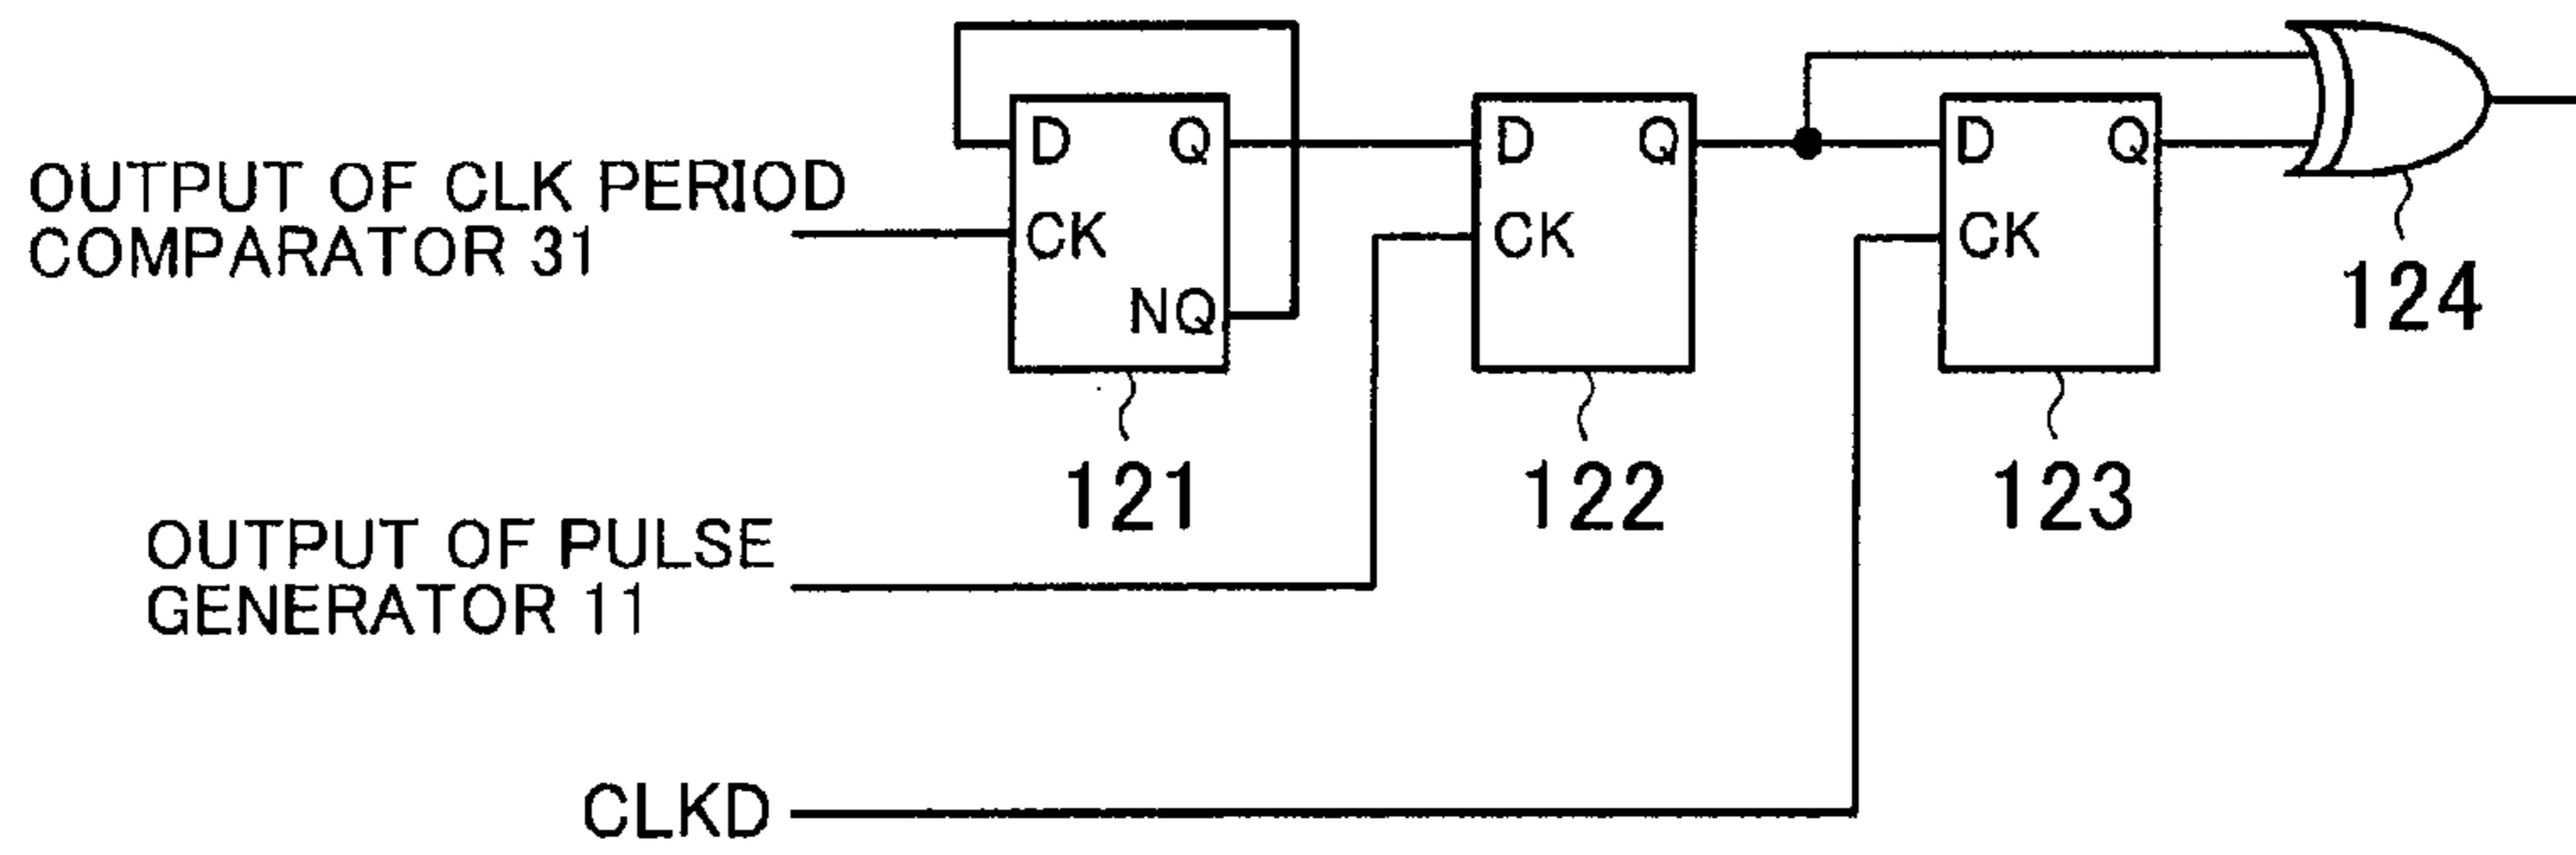 OUTPUT OF CLK PERIOD
COMPARATOR 31
D Q
CK
NQ
121
D Q
CK
122
D Q
CK
123
124
OUTPUT OF PULSE
GENERATOR 11
CLKD